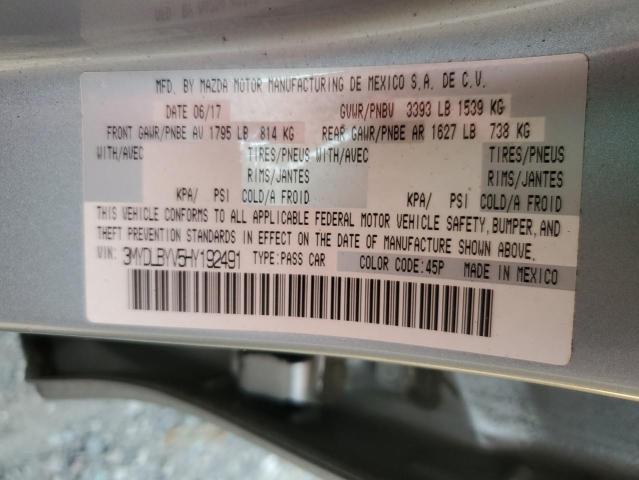 MFD. BY MAZDA MOTOR MANUFACTURING DE MEXICO S.A. DE C.V.
DATE 06/17 GVWR/PNBV 3393 LB 1539 KG
FRONT GAWR/PNBE AV 1795 LB 814 KG REAR GAWR/PNBE AR 1627 LB 738 KG
WITH/AVEC TIRES/PNEUS WITH/AVEC TIRES/PNEUS
RIMS/JANTES RIMS/JANTES
KPA/ PSI COLD/A FROID KPA/ PSI COLD/A FROID
THIS VEHICLE CONFORMS TO ALL APPLICABLE FEDERAL MOTOR VEHICLE SAFETY, BUMPER, AND
THEFT PREVENTION STANDARDS IN EFFECT ON THE DATE OF MANUFACTURE SHOWN ABOVE.
VIN: 3MYDLBYV5HY192491 TYPE:PASS CAR COLOR CODE:45P MADE IN MEXICO